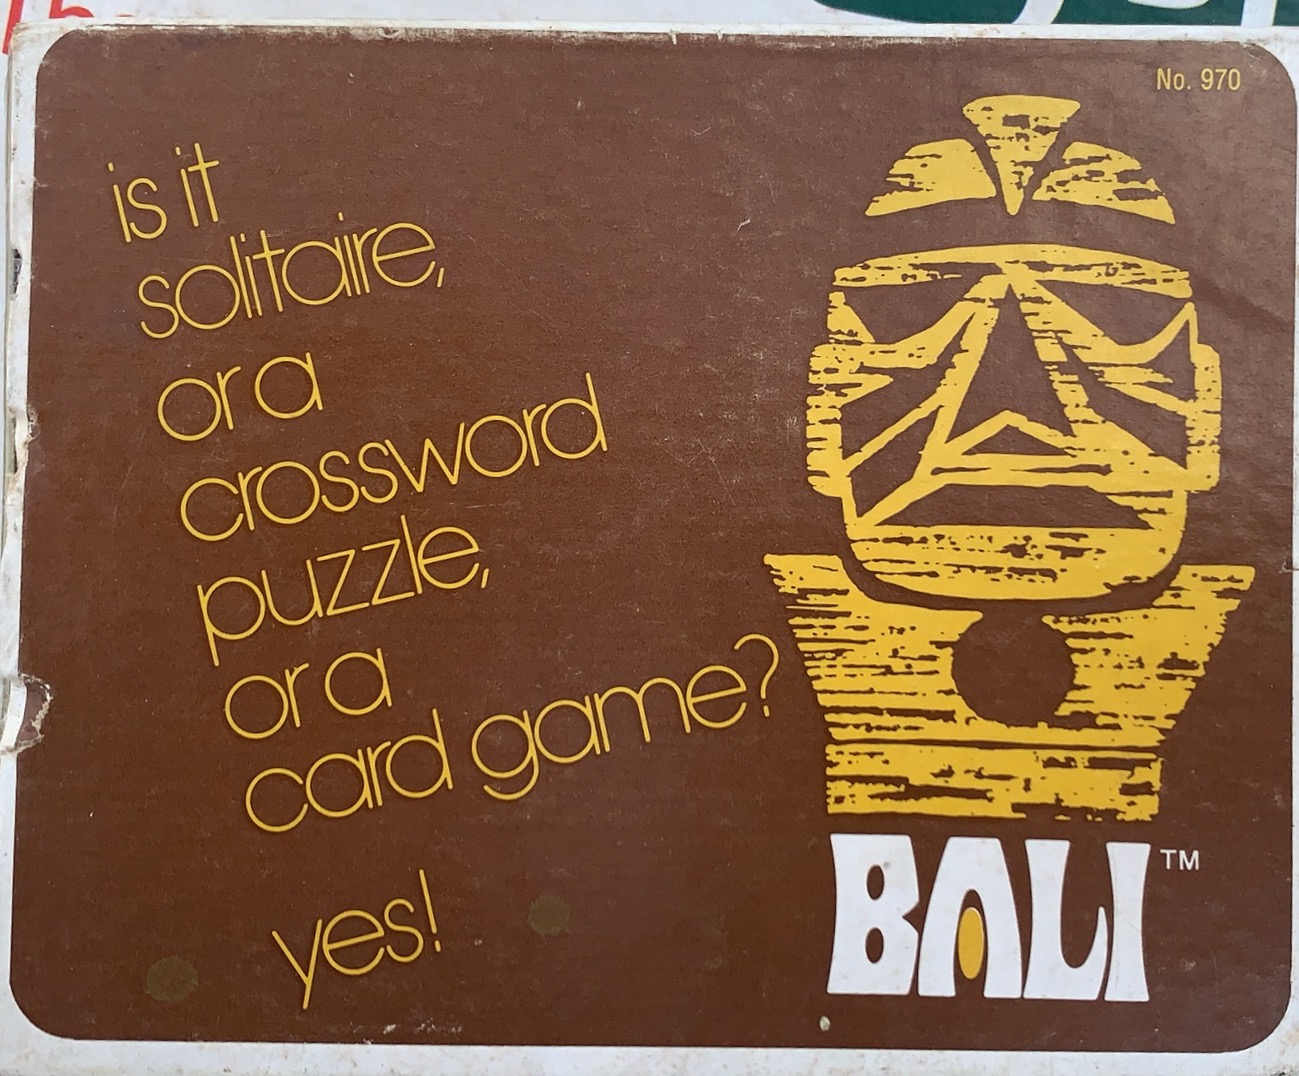 No. 970
is it
solitaire,
or a
crossword
puzzle,
or a
card game?
yes!
BALI™